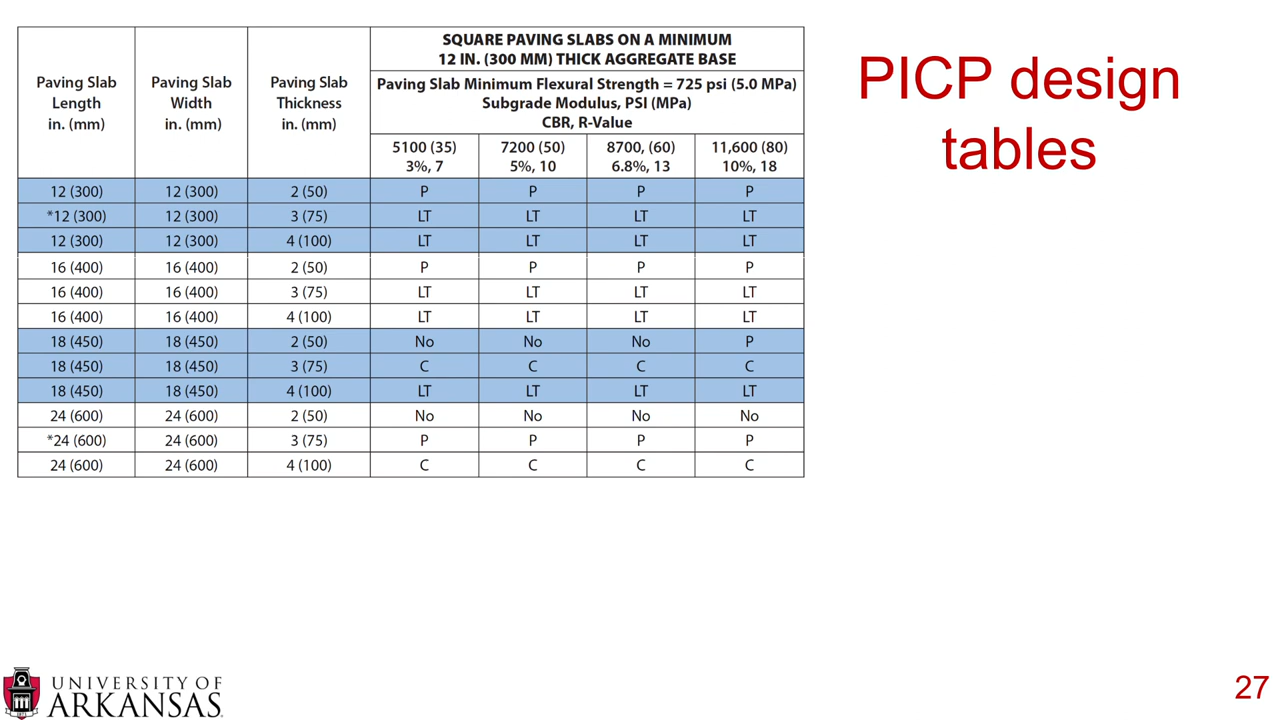 PICP design
tables
SQUARE PAVING SLABS ON A MINIMUM
12 IN. (300 MM) THICK AGGREGATE BASE
Paving Slab Length in. (mm)
Paving Slab Width in. (mm)
Paving Slab Thickness in. (mm)
Paving Slab Minimum Flexural Strength = 725 psi (5.0 MPa)
Subgrade Modulus, PSI (MPa)
CBR, R-Value
5100 (35) 7200 (50) 8700, (60) 11,600 (80)
3%, 7 5%, 10 6.8%, 13 10%, 18
12 (300) 12 (300) 2 (50) P P P P
*12 (300) 12 (300) 3 (75) LT LT LT LT
12 (300) 12 (300) 4 (100) LT LT LT LT
16 (400) 16 (400) 2 (50) P P P P
16 (400) 16 (400) 3 (75) LT LT LT LT
16 (400) 16 (400) 4 (100) LT LT LT LT
18 (450) 18 (450) 2 (50) No No No P
18 (450) 18 (450) 3 (75) C C C C
18 (450) 18 (450) 4 (100) LT LT LT LT
24 (600) 24 (600) 2 (50) No No No No
*24 (600) 24 (600) 3 (75) P P P P
24 (600) 24 (600) 4 (100) C C C C
UNIVERSITY OF
ARKANSAS
27